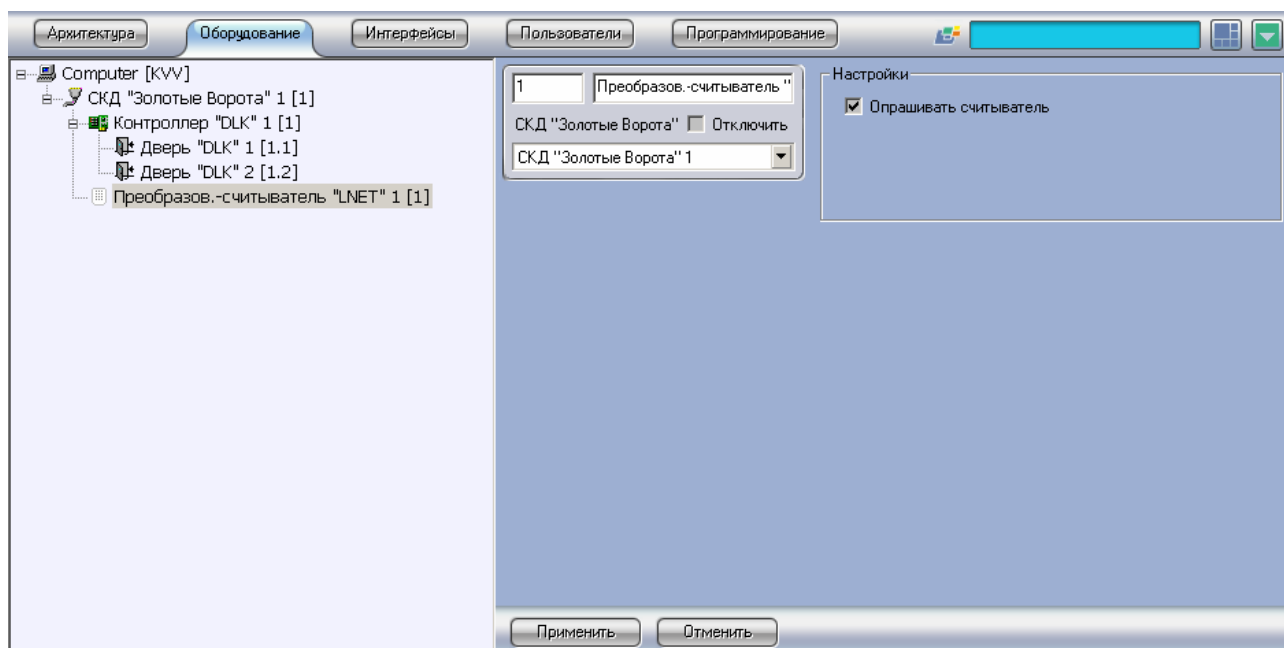 Архитектура Оборудование Интерфейсы Пользователи Программирование
Computer [KVV]
СКД "Золотые Ворота" 1 [1]
Контроллер "DLK" 1 [1]
Дверь "DLK" 1 [1.1]
Дверь "DLK" 2 [1.2]
Преобразов.-считыватель "LNET" 1 [1]
1 Преобразов.-считыватель "
СКД "Золотые Ворота" Отключить
СКД "Золотые Ворота" 1
Настройки
Опрашивать считыватель
Применить Отменить